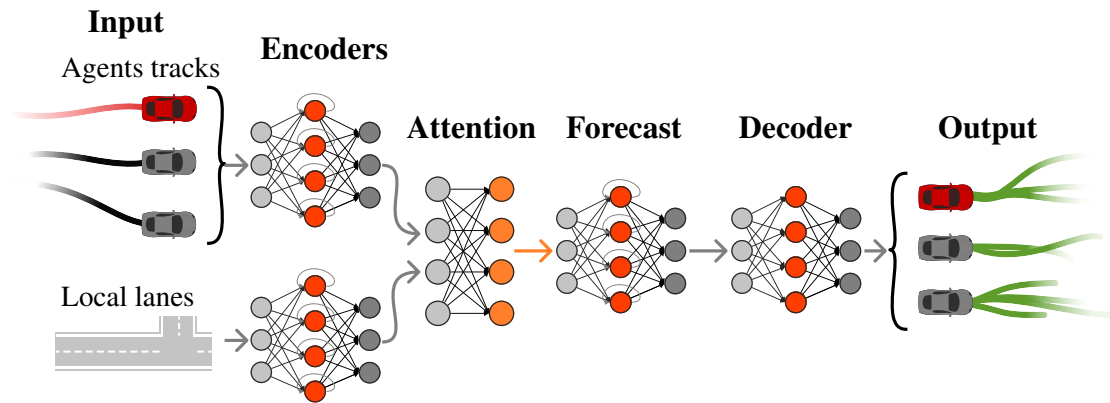 Input
Agents tracks
Encoders
Attention
Forecast
Decoder
Output
Local lanes